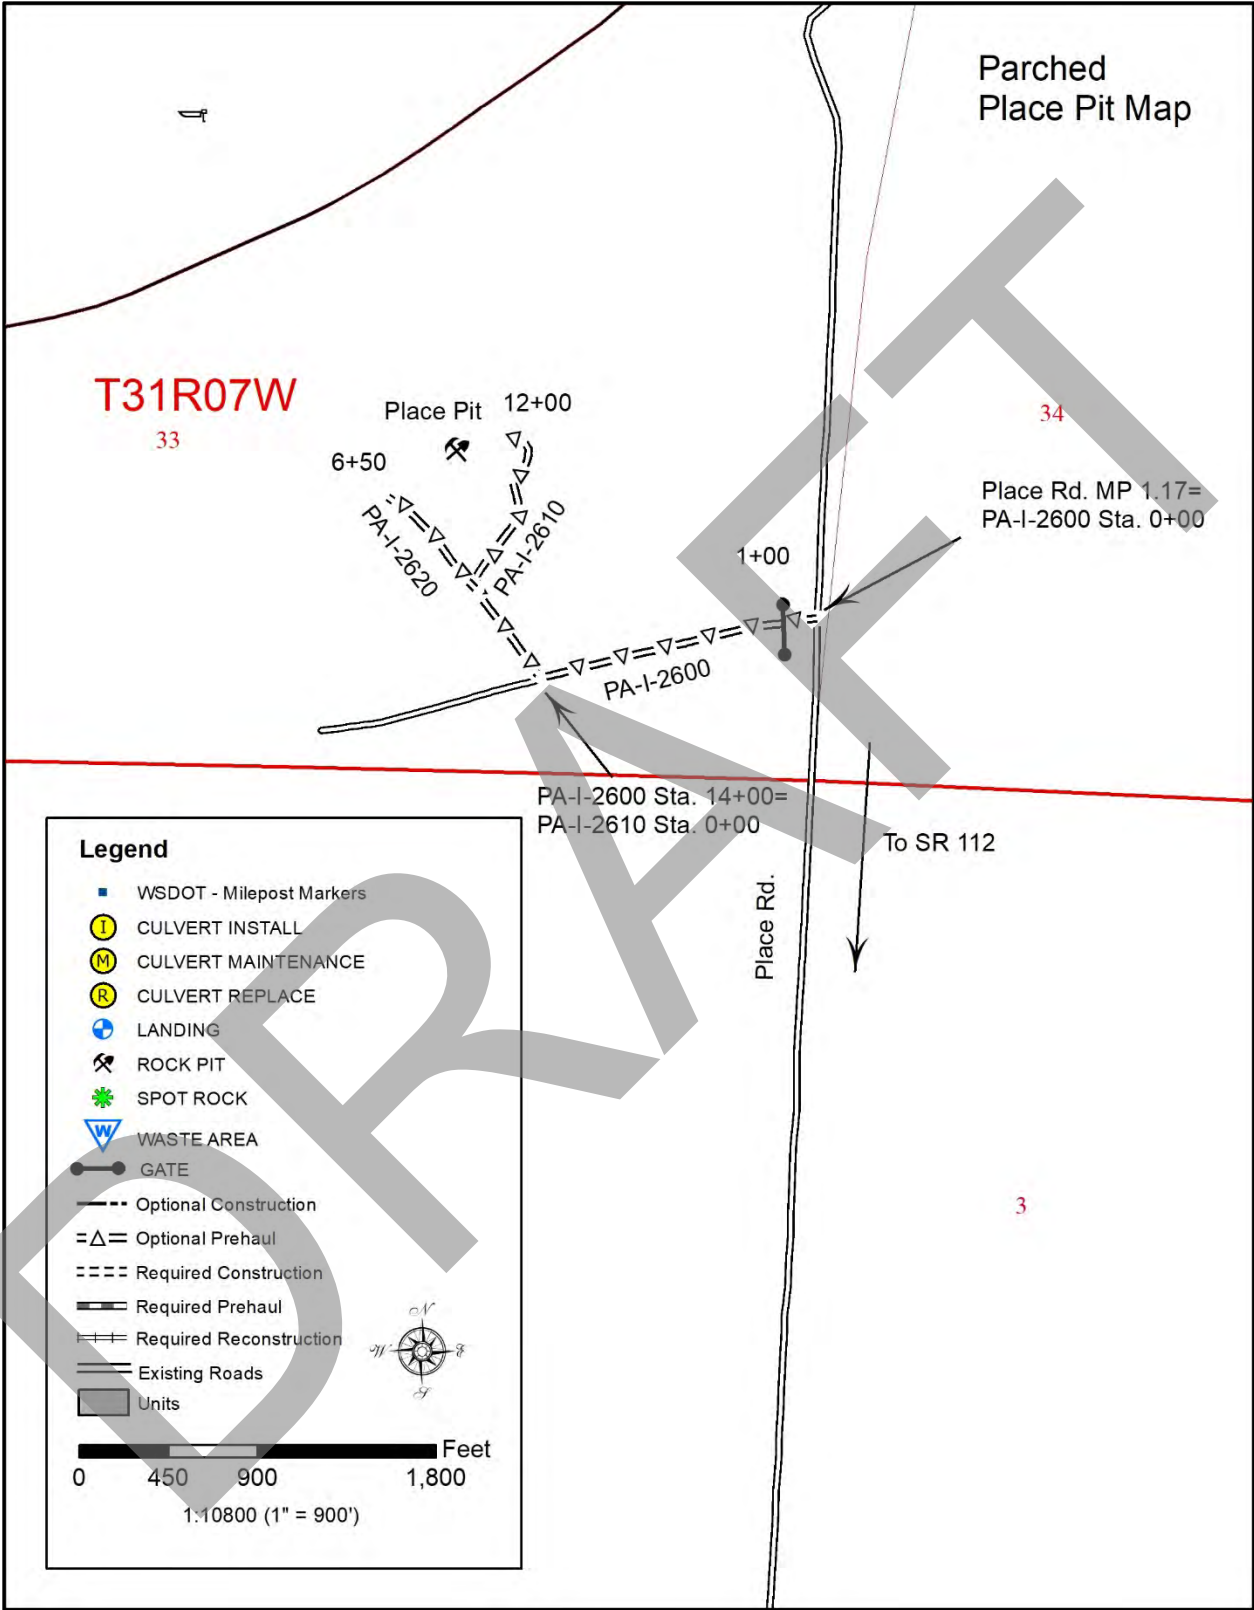 Parched
Place Pit Map
T31R07W
33
34
Place Pit
12+00
6+50
PA-I-2620
PA-I-2610
Place Rd. MP 1.17=
PA-I-2600 Sta. 0+00
1+00
PA-I-2600
PA-I-2600 Sta. 14+00=
PA-I-2610 Sta. 0+00
To SR 112
Place Rd.
3
Legend
WSDOT - Milepost Markers
I CULVERT INSTALL
M CULVERT MAINTENANCE
R CULVERT REPLACE
LANDING
ROCK PIT
SPOT ROCK
W WASTE AREA
GATE
Optional Construction
Optional Prehaul
Required Construction
Required Prehaul
Required Reconstruction
Existing Roads
Units
N
W E
S
Feet
0 450 900 1,800
1:10800 (1" = 900')
DRAFT